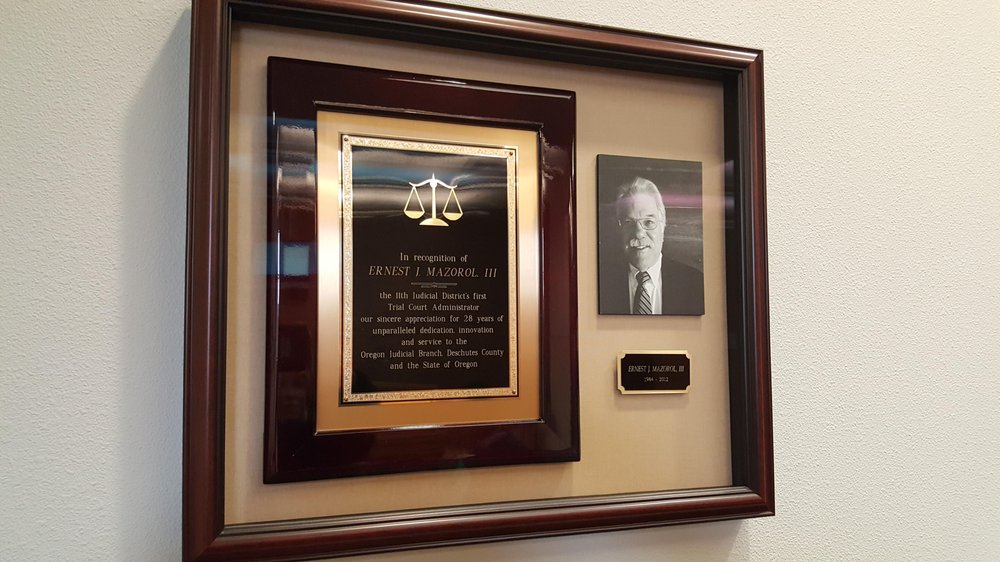 In recognition of
ERNEST J. MAZOROL, III
the 11th Judicial District's first
Trial Court Administrator
our sincere appreciation for 28 years of
unparalleled dedication, innovation
and service to the
Oregon Judicial Branch, Deschutes County
and the State of Oregon
ERNEST J. MAZOROL, III
1984 - 2012